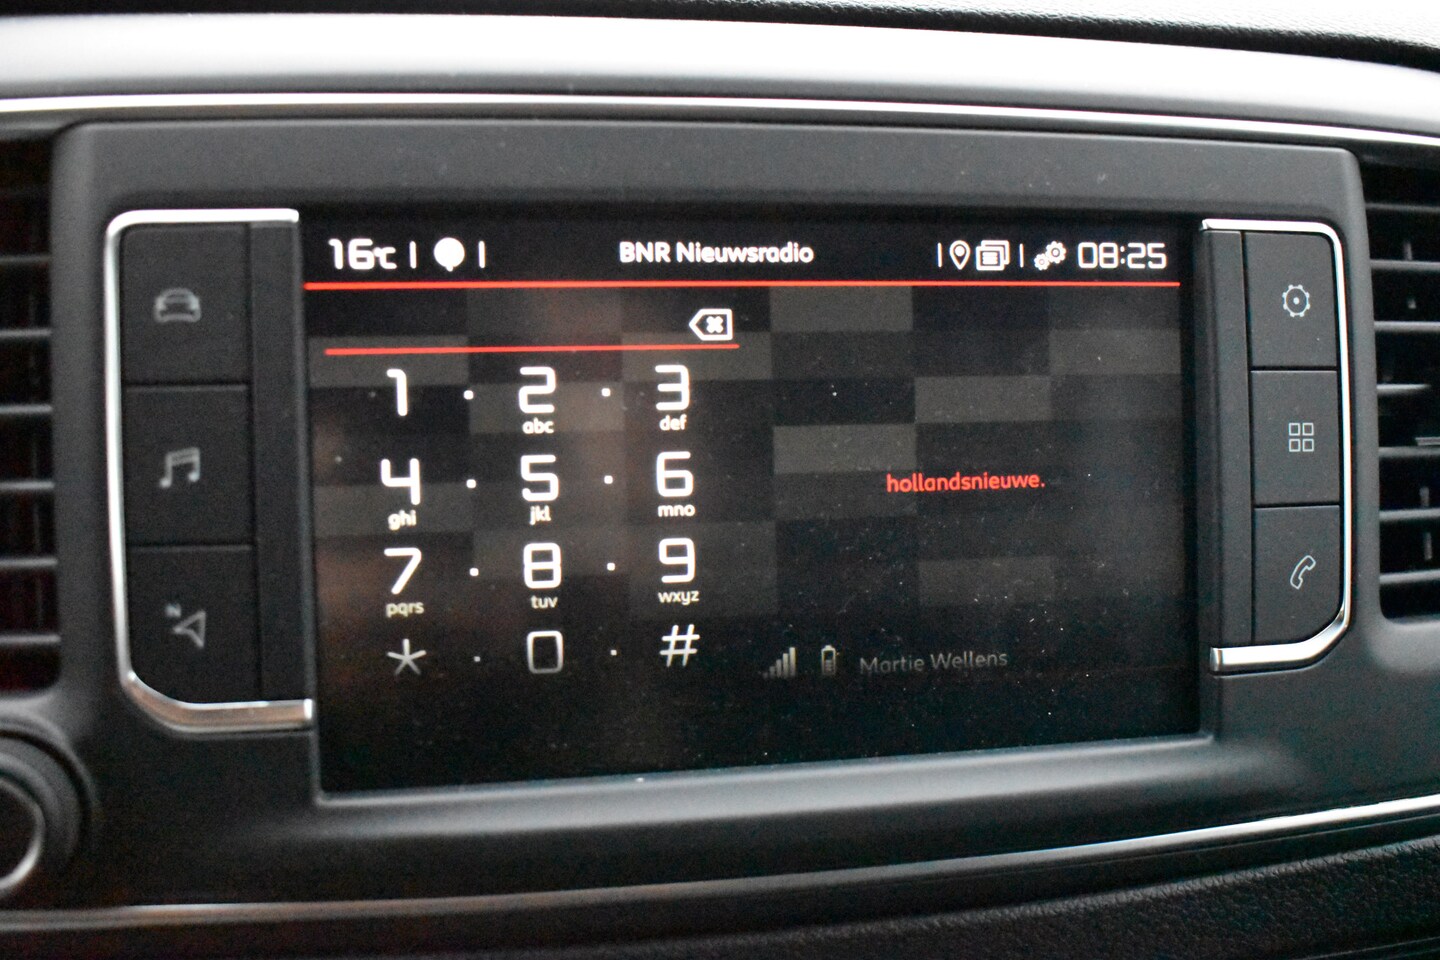 16°C BNR Nieuwsradio 08:25
1 2 3
abc def
4 5 6
ghi jkl mno
hollandsnieuwe.
7 8 9
pqrs tuv wxyz
* 0 #
Martie Wellens
N